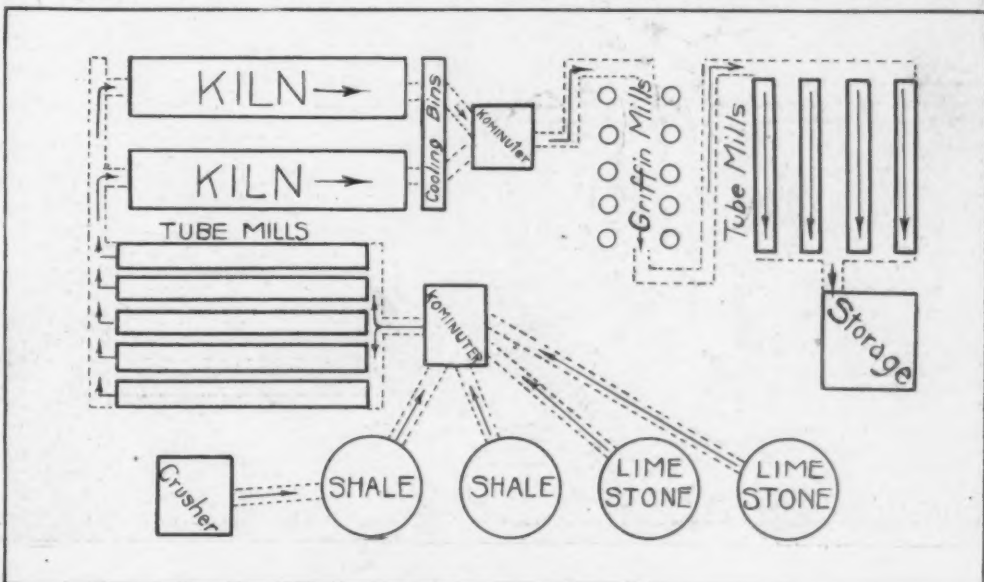 KILN
Cooling Bins
Kominuter
Griffin Mills
Tube Mills
KILN
TUBE MILLS
KOMINUTER
Storage
Crusher
SHALE
SHALE
LIME
STONE
LIME
STONE